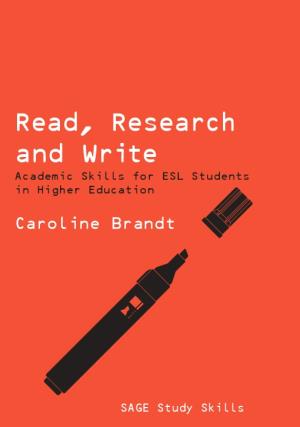 Read, Research
and Write
Academic Skills for ESL Students
in Higher Education
Caroline Brandt
SAGE Study Skills